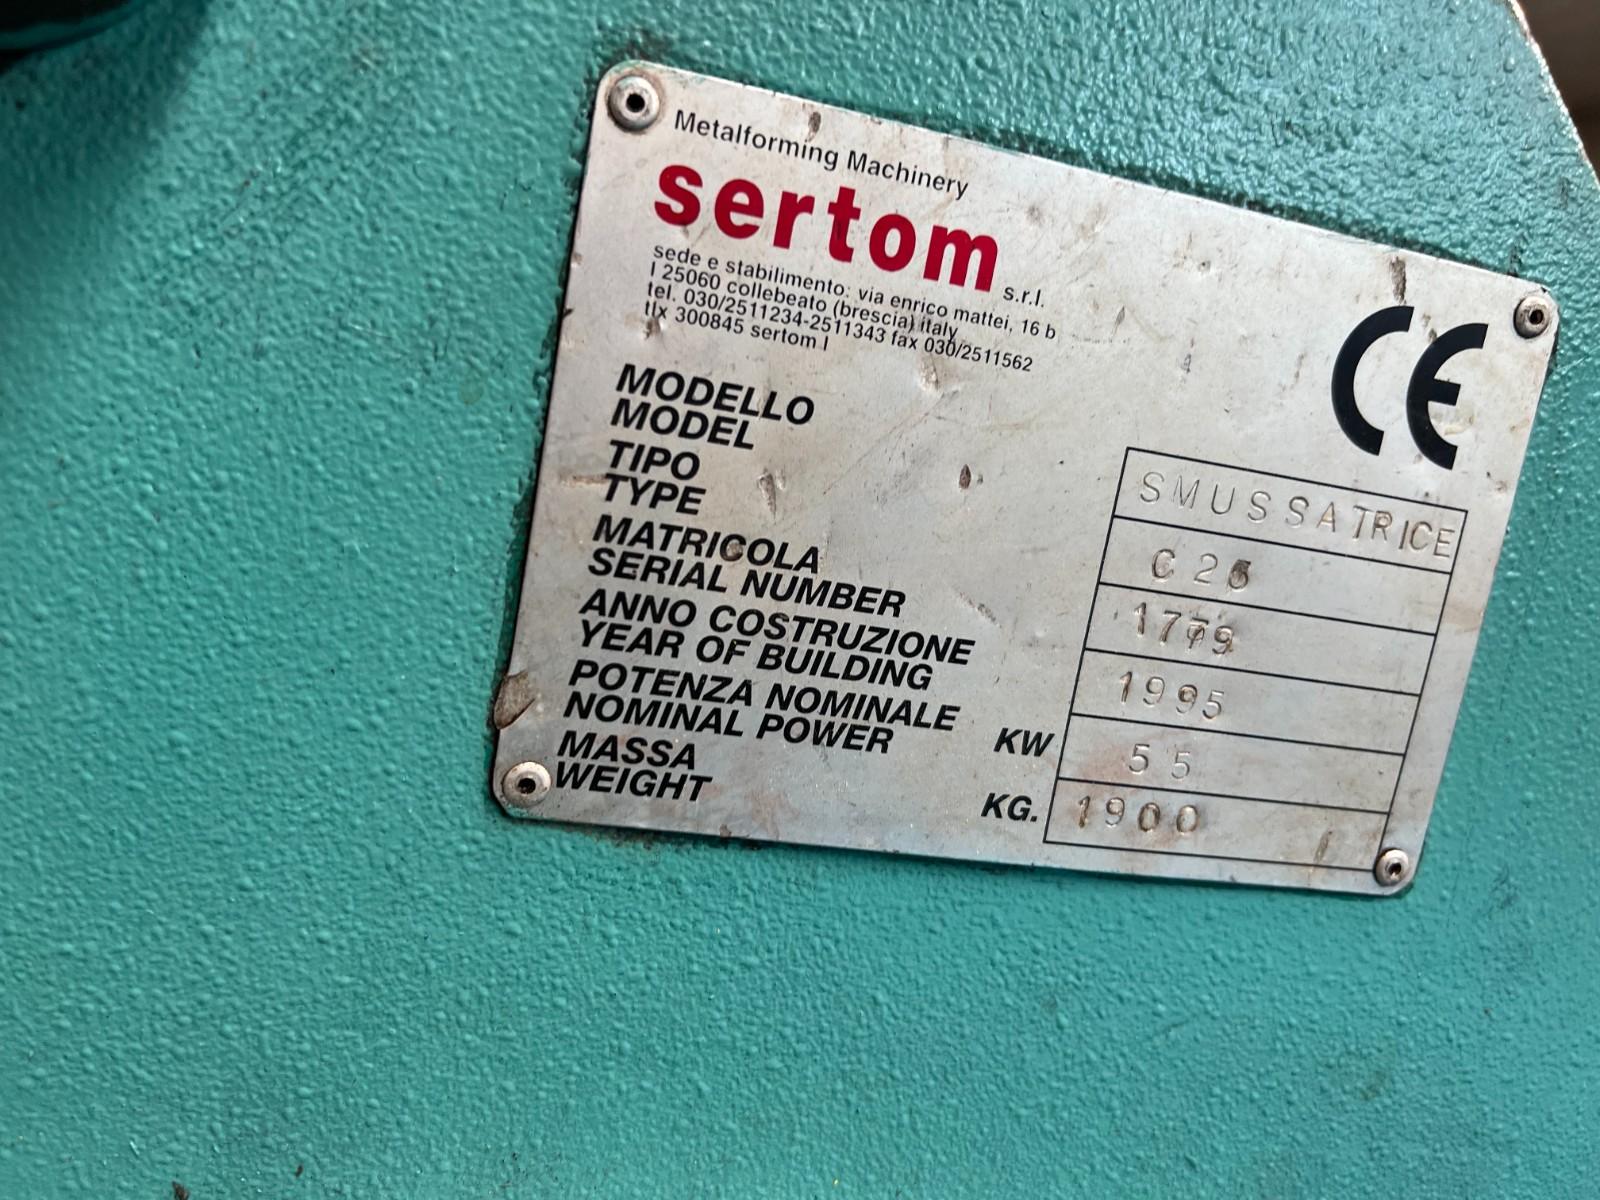 Metalforming Machinery
sertom s.r.l.
sede e stabilimento: via enrico mattei, 16 b
I 25060 collebeato (brescia) italy
tel. 030/2511234-2511343 fax 030/2511562
tlx 300845 sertom I
CE
MODELLO
MODEL SMUSSATRICE
TIPO
TYPE
MATRICOLA
SERIAL NUMBER 1779
ANNO COSTRUZIONE
YEAR OF BUILDING 1995
POTENZA NOMINALE
NOMINAL POWER KW 55
MASSA
WEIGHT KG. 1900